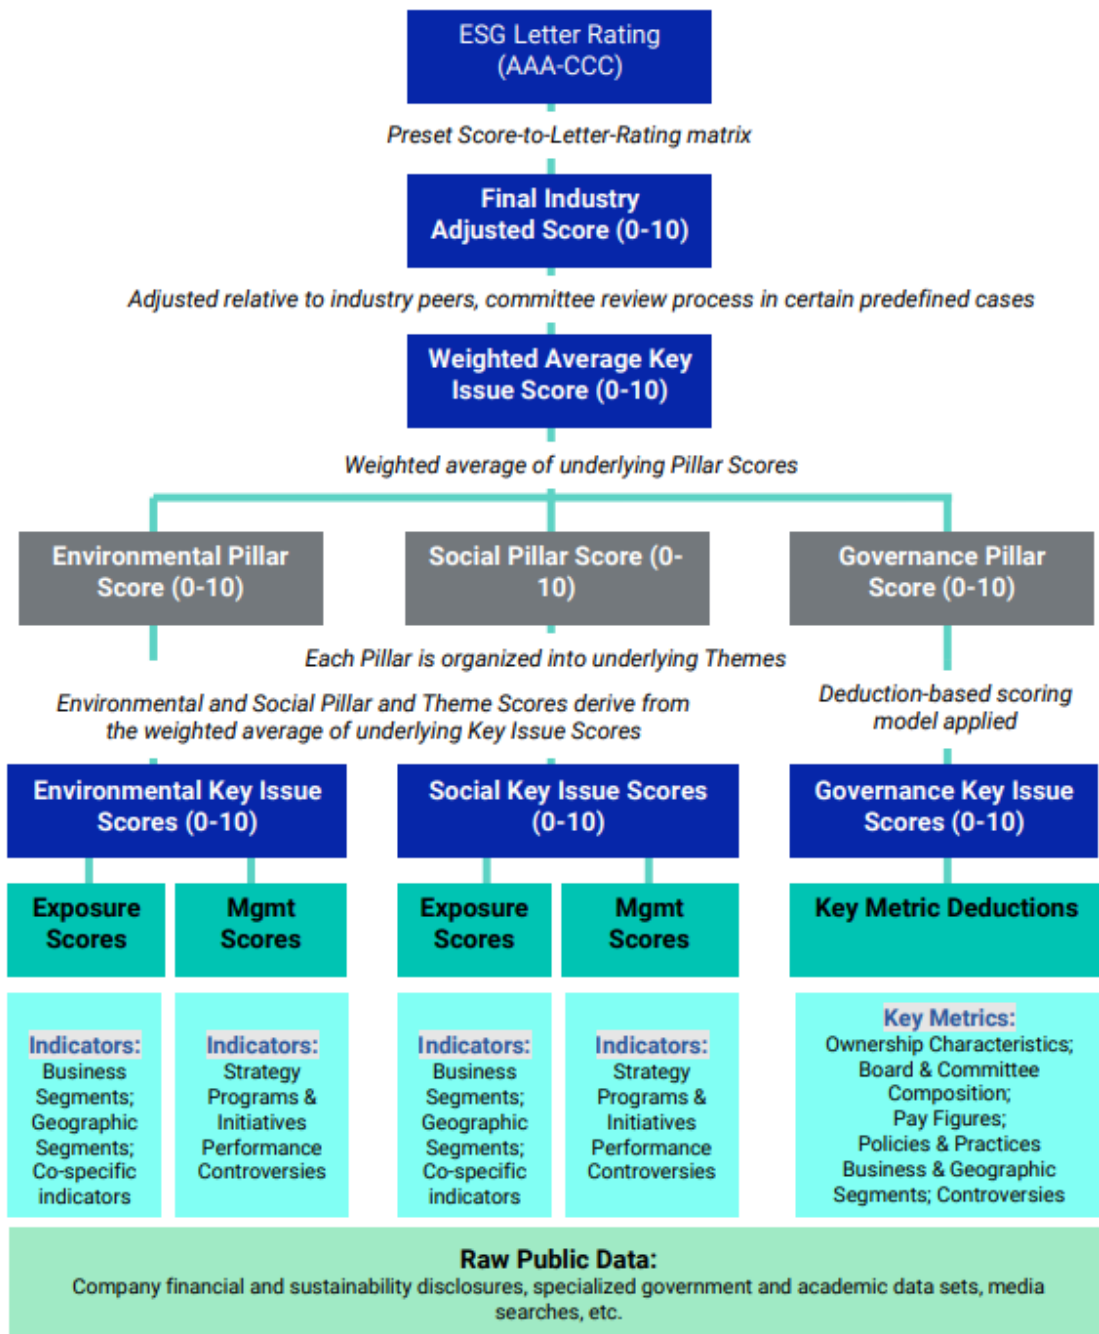 ESG Letter Rating
(AAA-CCC)
Preset Score-to-Letter-Rating matrix
Final Industry
Adjusted Score (0-10)
Adjusted relative to industry peers, committee review process in certain predefined cases
Weighted Average Key
Issue Score (0-10)
Weighted average of underlying Pillar Scores
Environmental Pillar
Score (0-10)
Social Pillar Score (0-
10)
Governance Pillar
Score (0-10)
Each Pillar is organized into underlying Themes
Environmental and Social Pillar and Theme Scores derive from
the weighted average of underlying Key Issue Scores
Deduction-based scoring
model applied
Environmental Key Issue
Scores (0-10)
Social Key Issue Scores
(0-10)
Governance Key Issue
Scores (0-10)
Exposure
Scores
Mgmt
Scores
Exposure
Scores
Mgmt
Scores
Key Metric Deductions
Indicators:
Business
Segments;
Geographic
Segments;
Co-specific
indicators
Indicators:
Strategy
Programs &
Initiatives
Performance
Controversies
Indicators:
Business
Segments;
Geographic
Segments;
Co-specific
indicators
Indicators:
Strategy
Programs &
Initiatives
Performance
Controversies
Key Metrics:
Ownership Characteristics;
Board & Committee
Composition;
Pay Figures;
Policies & Practices
Business & Geographic
Segments; Controversies
Raw Public Data:
Company financial and sustainability disclosures, specialized government and academic data sets, media
searches, etc.